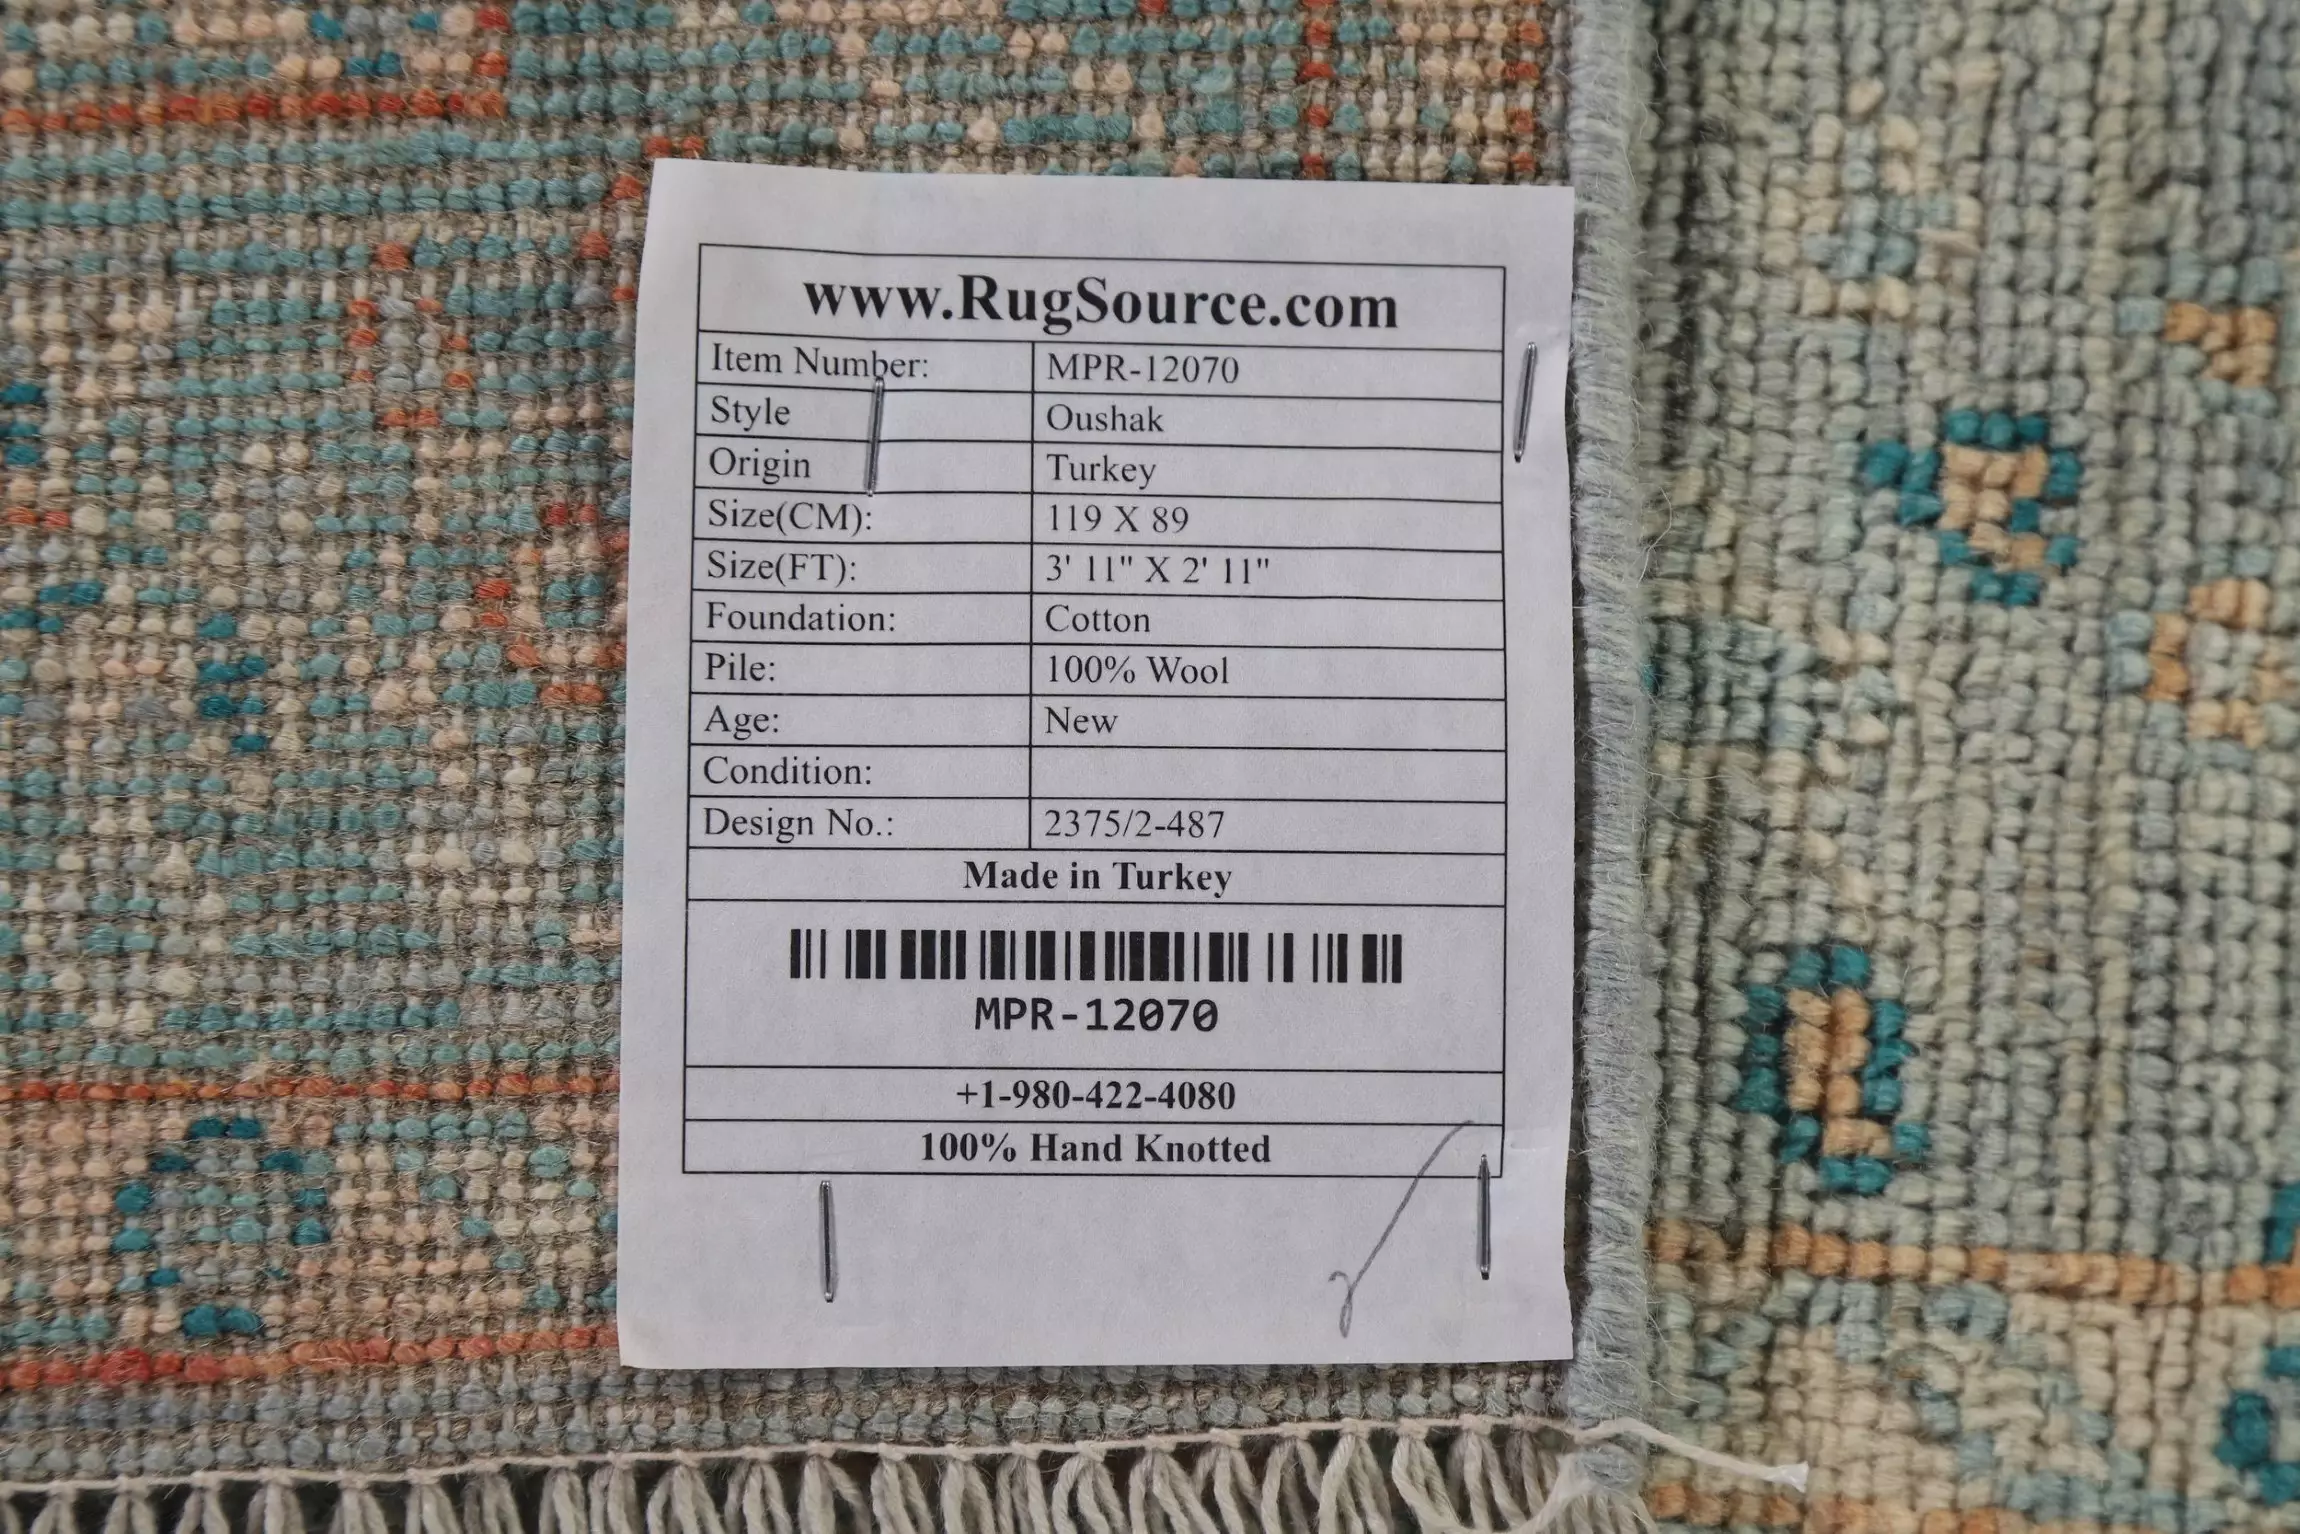 www.RugSource.com
Item Number: MPR-12070
Style Oushak
Origin Turkey
Size(CM): 119 X 89
Size(FT): 3' 11" X 2' 11"
Foundation: Cotton
Pile: 100% Wool
Age: New
Condition:
Design No.: 2375/2-487
Made in Turkey
MPR-12070
+1-980-422-4080
100% Hand Knotted